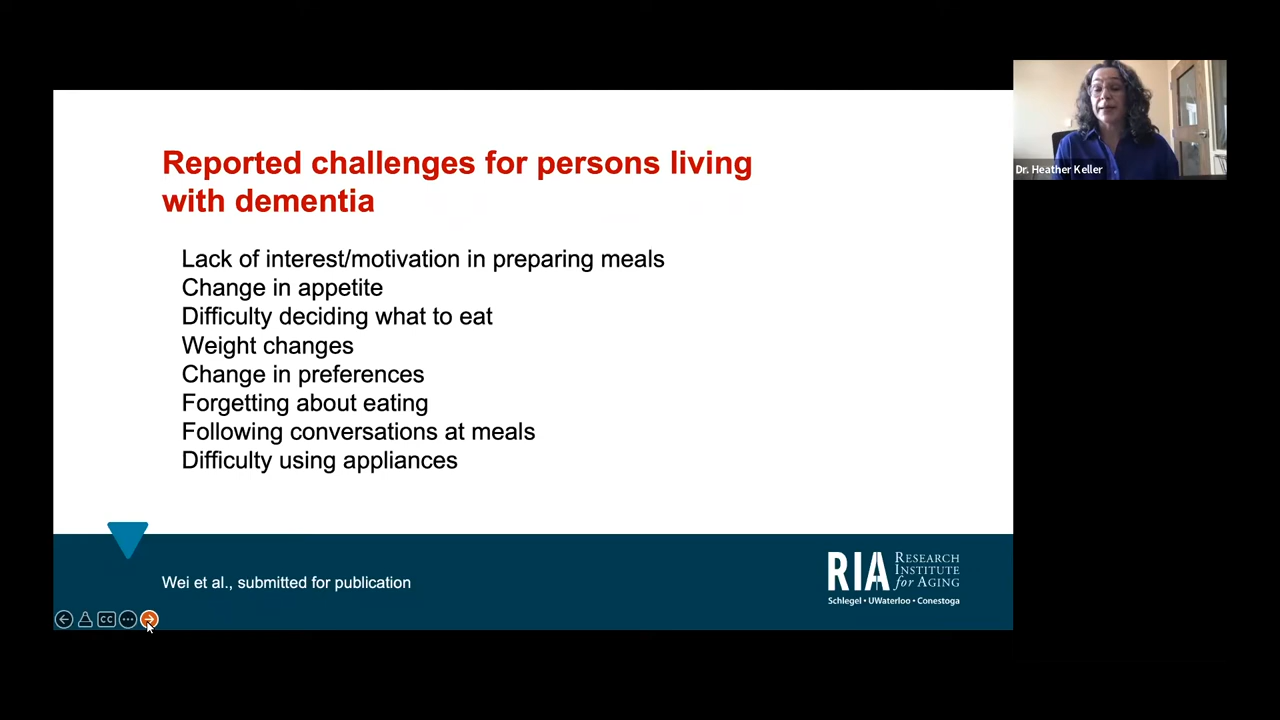 Reported challenges for persons living
with dementia
Lack of interest/motivation in preparing meals
Change in appetite
Difficulty deciding what to eat
Weight changes
Change in preferences
Forgetting about eating
Following conversations at meals
Difficulty using appliances
Wei et al., submitted for publication
RIA
RESEARCH
INSTITUTE
for AGING
Schlegel • UWaterloo • Conestoga
CC
Dr. Heather Keller